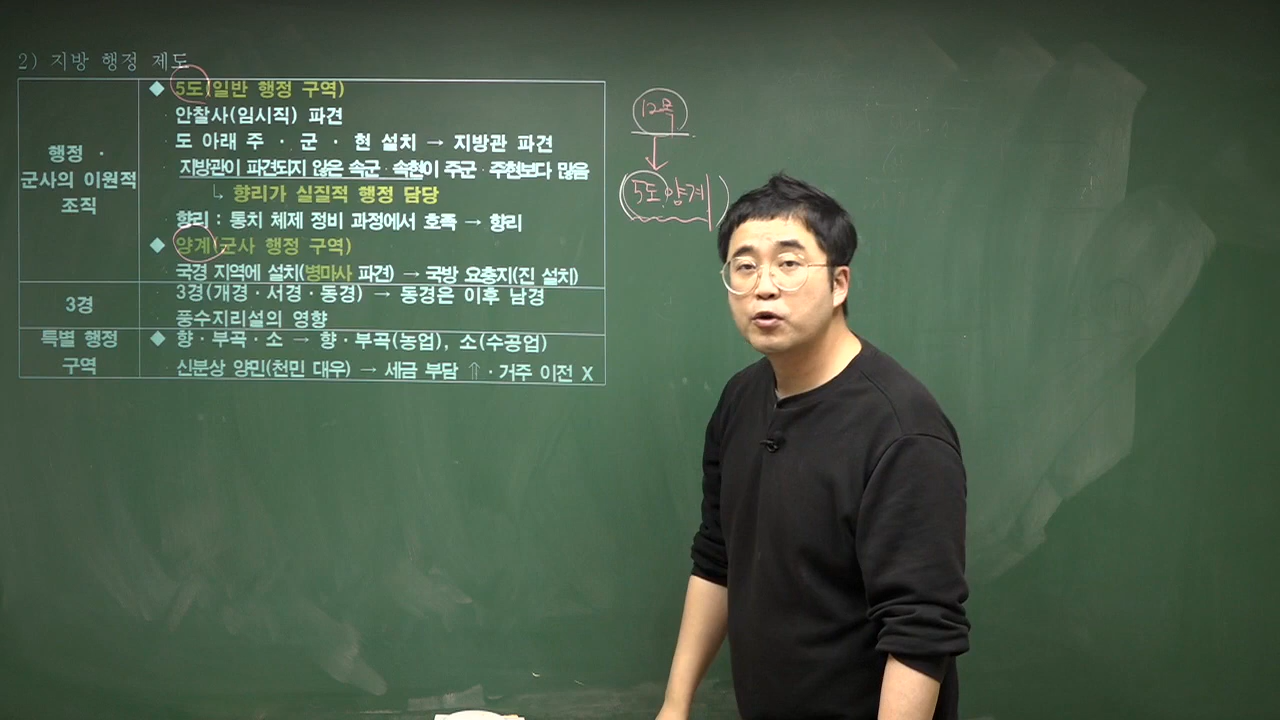 2) 지방 행정 제도
행정 ·
군사의 이원적
조직
◆ 5도(일반 행정 구역)
· 안찰사(임시직) 파견
· 도 아래 주 · 군 · 현 설치 → 지방관 파견
· 지방관이 파견되지 않은 속군 · 속현이 주군 · 주현보다 많음
└ 향리가 실질적 행정 담당
· 향리 : 통치 체제 정비 과정에서 호족 → 향리
◆ 양계(군사 행정 구역)
· 국경 지역에 설치(병마사 파견) → 국방 요충지(진 설치)
3경
· 3경(개경·서경·동경) → 동경은 이후 남경
· 풍수지리설의 영향
특별 행정
구역
◆ 향·부곡·소 → 향·부곡(농업), 소(수공업)
· 신분상 양민(천민 대우) → 세금 부담 ⇑·거주 이전 X
12목
↓
5도 양계